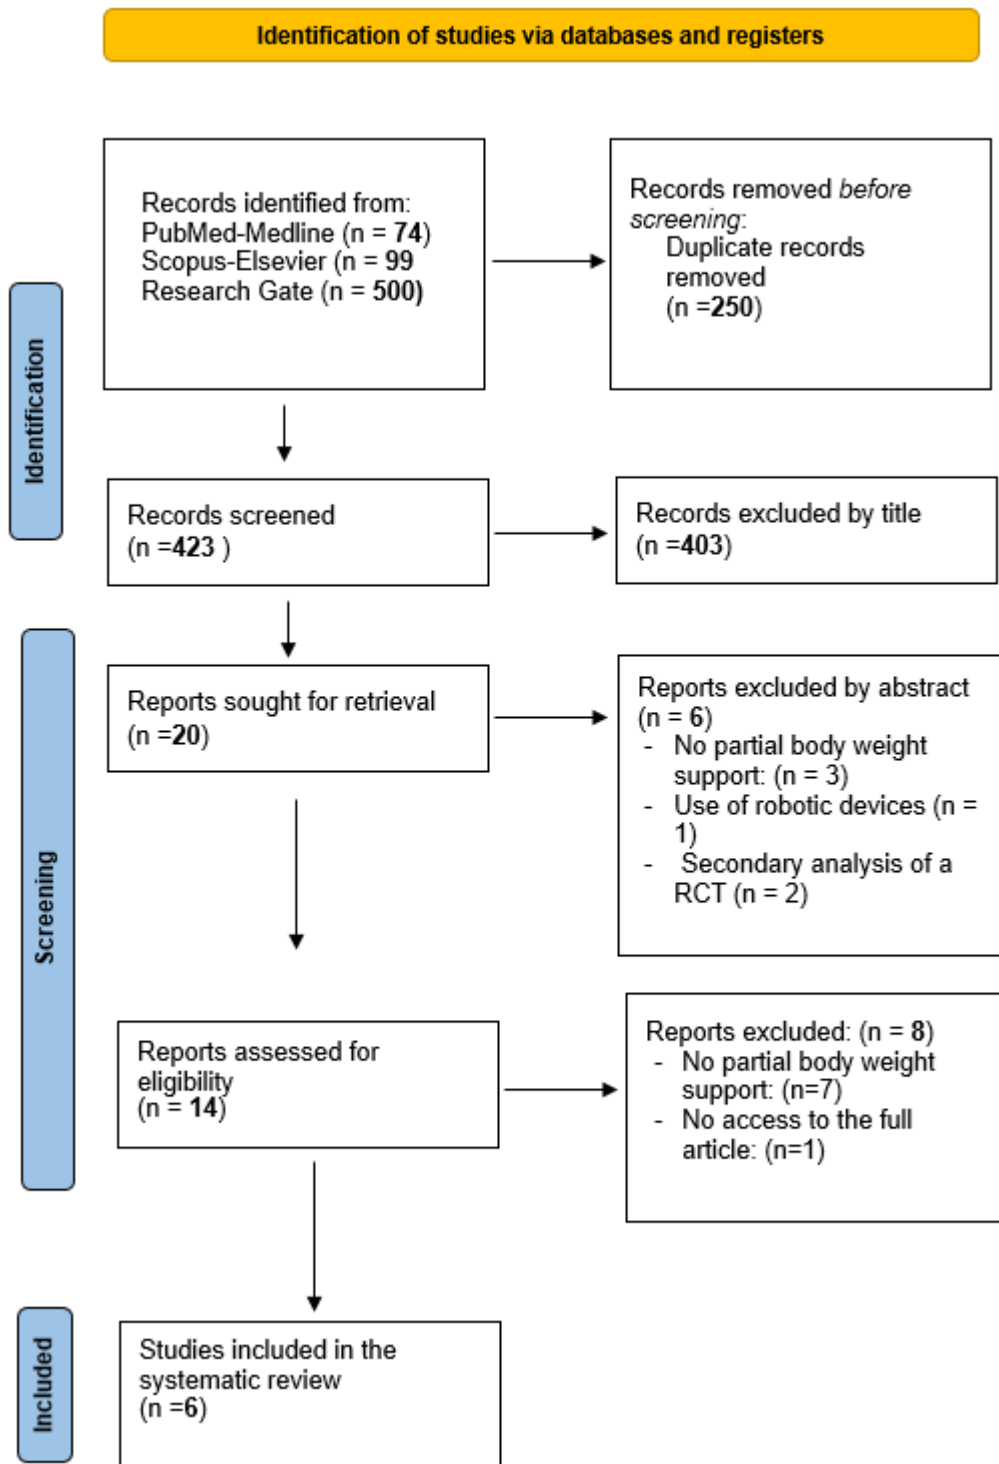 Identification of studies via databases and registers
Records identified from:
PubMed-Medline (n = 74)
Scopus-Elsevier (n = 99
Research Gate (n = 500)
Records removed before
screening:
Duplicate records
removed
(n =250)
Identification
Records screened
(n =423 )
Records excluded by title
(n =403)
Screening
Reports sought for retrieval
(n =20)
Reports excluded by abstract
(n = 6)
- No partial body weight
support: (n = 3)
- Use of robotic devices (n =
1)
- Secondary analysis of a
RCT (n = 2)
Reports assessed for
eligibility
(n = 14)
Reports excluded: (n = 8)
- No partial body weight
support: (n=7)
- No access to the full
article: (n=1)
Included
Studies included in the
systematic review
(n =6)